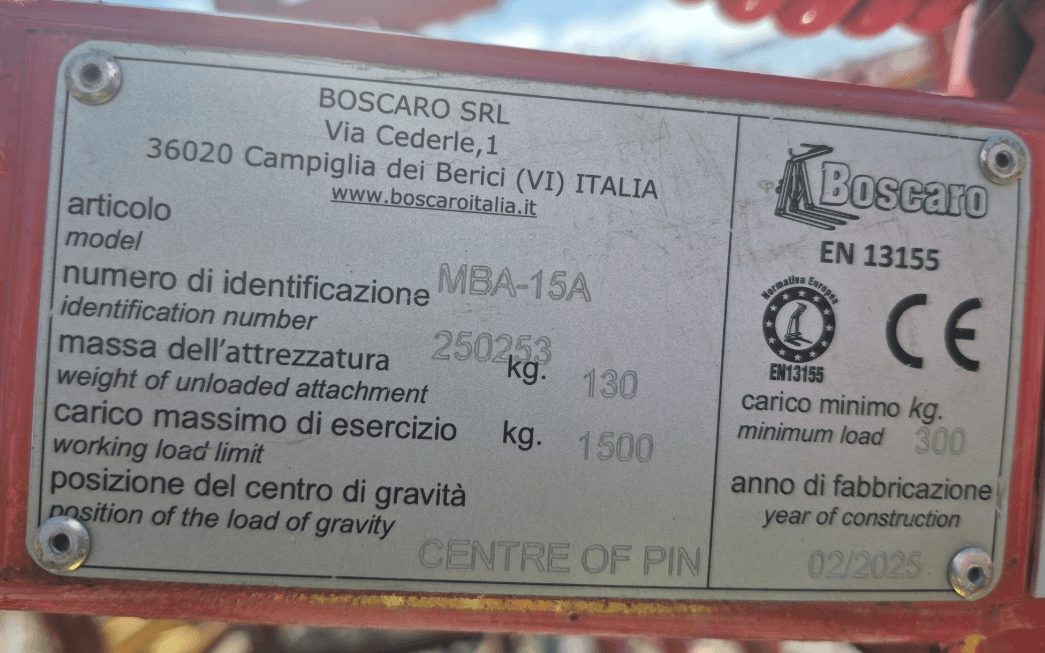 BOSCARO SRL
Via Cederle,1
36020 Campiglia dei Berici (VI) ITALIA
www.boscaroitalia.it
articolo
model
MBA-15A
numero di identificazione
identification number
250253
massa dell'attrezzatura
weight of unloaded attachment
kg. 130
carico massimo di esercizio
working load limit
kg. 1500
posizione del centro di gravità
position of the load of gravity
CENTRE OF PIN
Boscaro
EN 13155
Normativa Europea
EN13155
CE
carico minimo kg.
minimum load 300
anno di fabbricazione
year of construction
02/2025